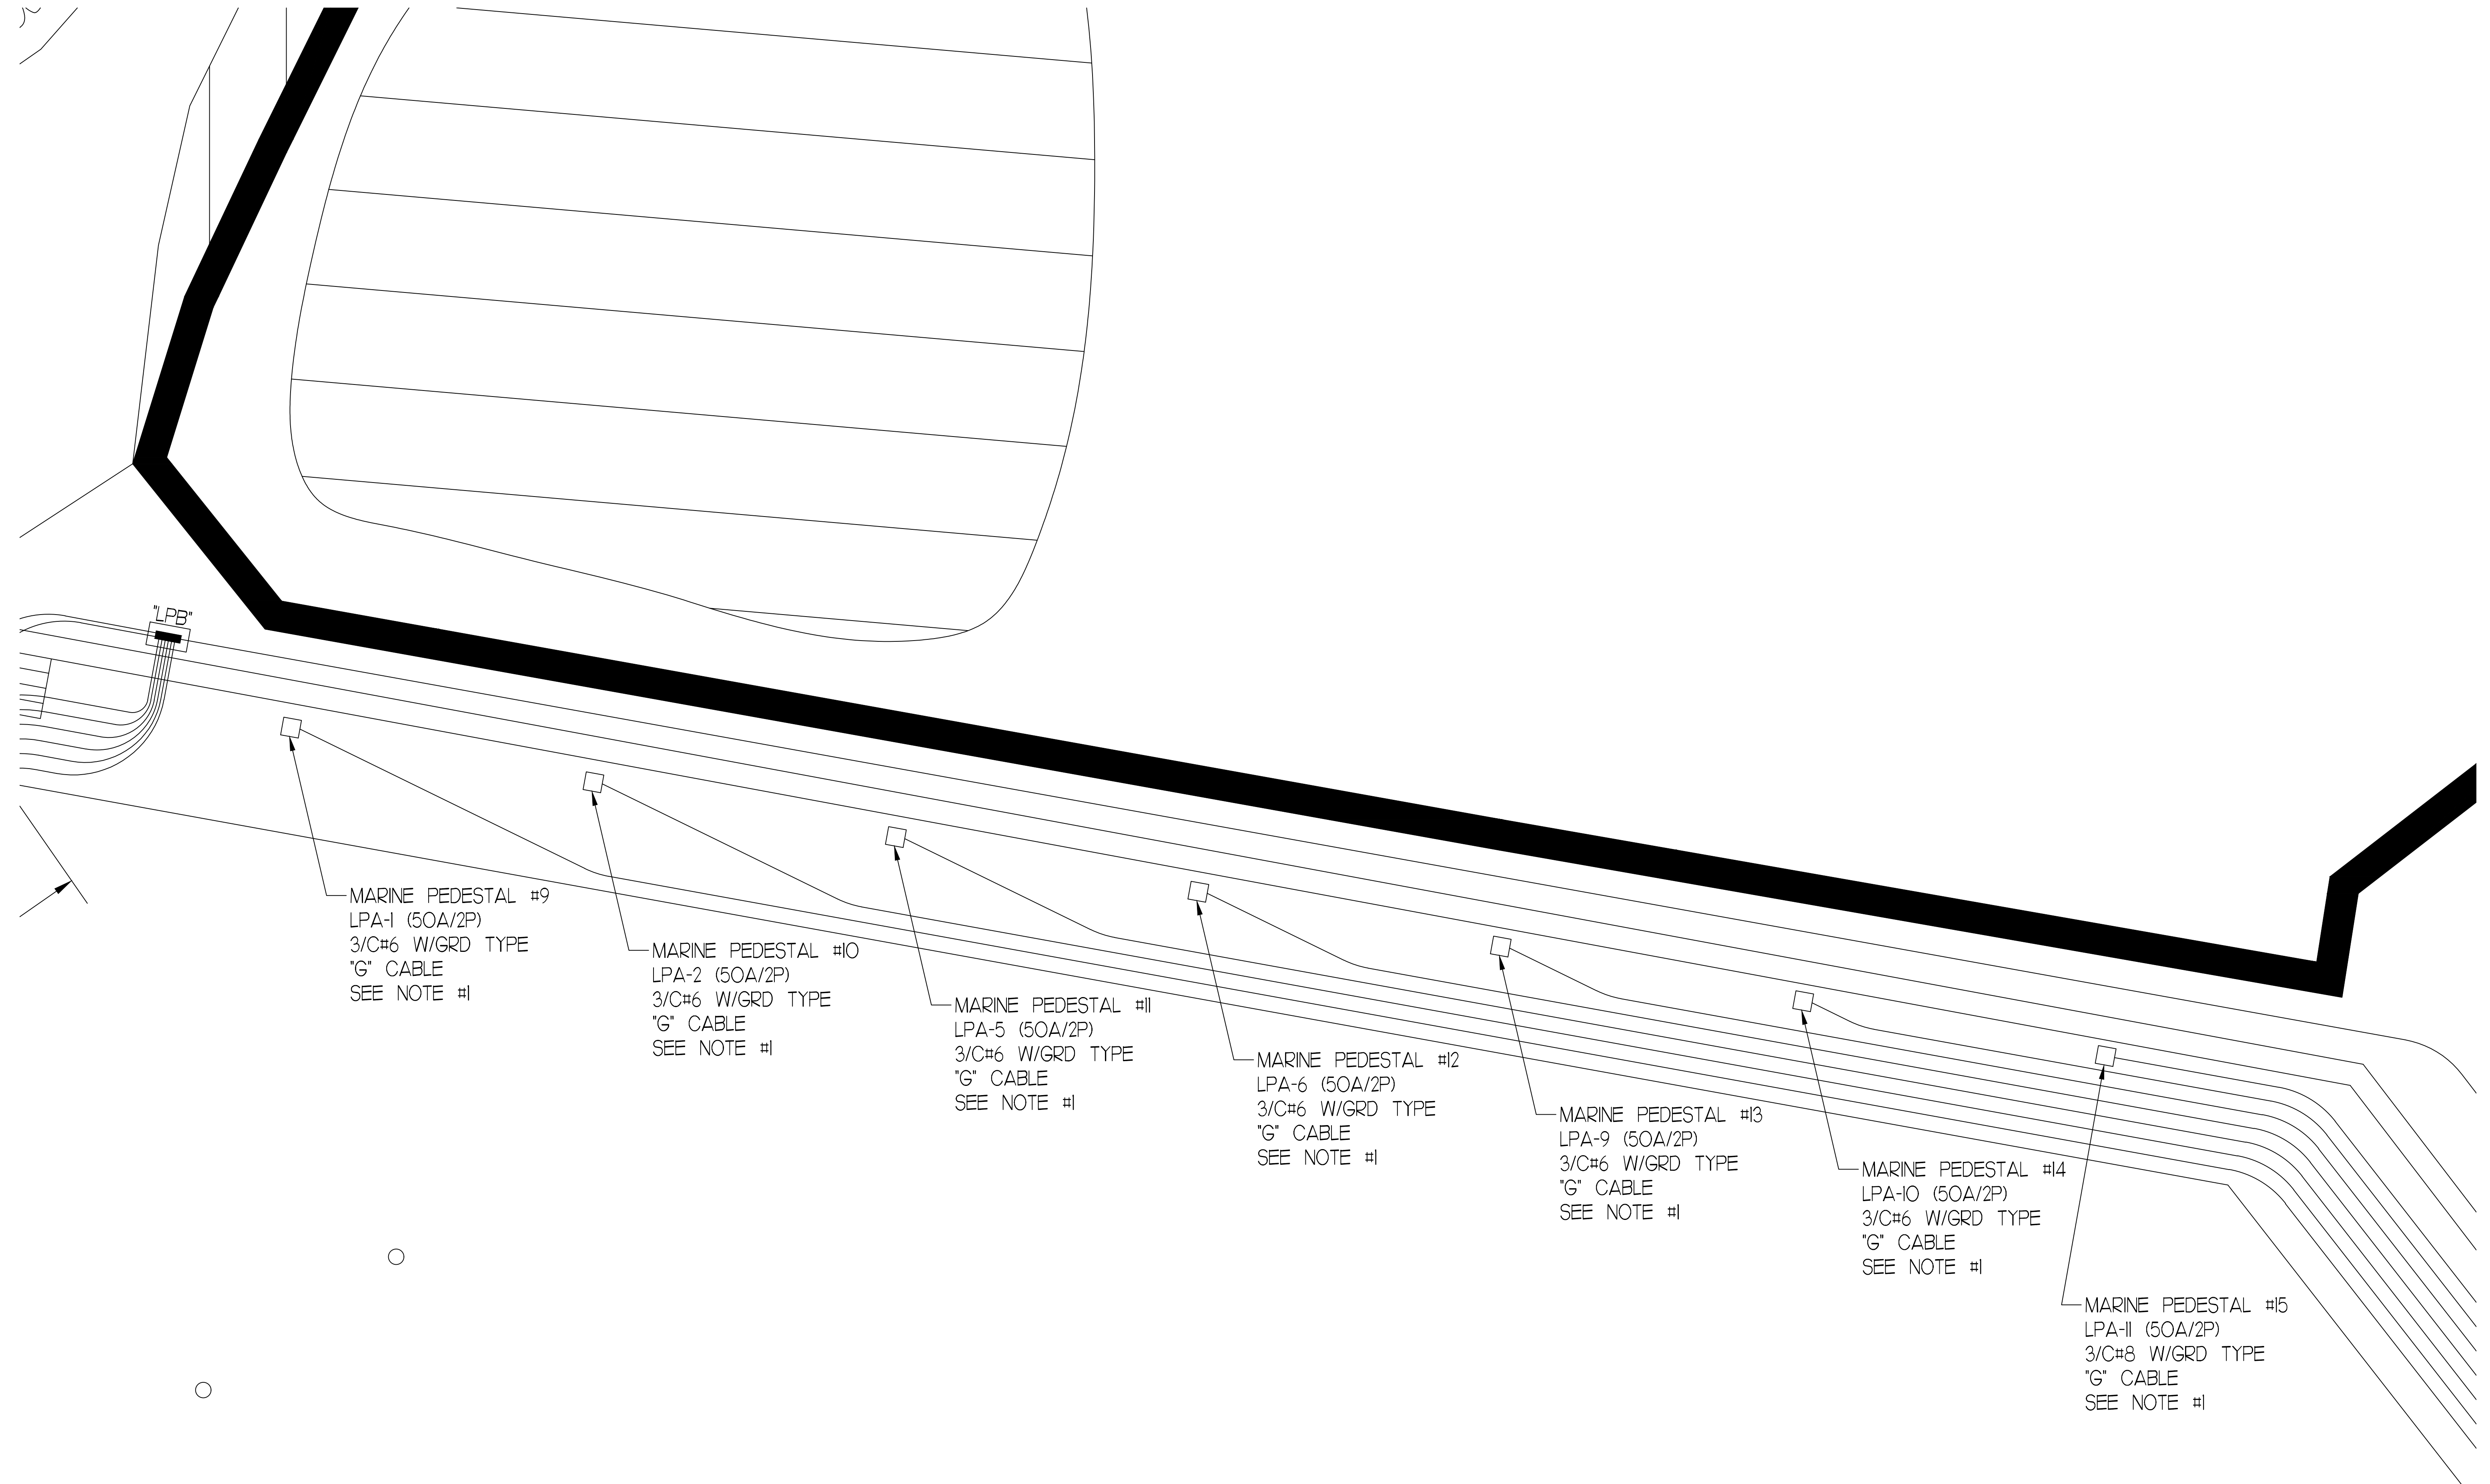 "LPB"
MARINE PEDESTAL #9
LPA-1 (50A/2P)
3/C#6 W/GRD TYPE
"G" CABLE
SEE NOTE #1
MARINE PEDESTAL #10
LPA-2 (50A/2P)
3/C#6 W/GRD TYPE
"G" CABLE
SEE NOTE #1
MARINE PEDESTAL #11
LPA-5 (50A/2P)
3/C#6 W/GRD TYPE
"G" CABLE
SEE NOTE #1
MARINE PEDESTAL #12
LPA-6 (50A/2P)
3/C#6 W/GRD TYPE
"G" CABLE
SEE NOTE #1
MARINE PEDESTAL #13
LPA-9 (50A/2P)
3/C#6 W/GRD TYPE
"G" CABLE
SEE NOTE #1
MARINE PEDESTAL #14
LPA-10 (50A/2P)
3/C#6 W/GRD TYPE
"G" CABLE
SEE NOTE #1
MARINE PEDESTAL #15
LPA-11 (50A/2P)
3/C#8 W/GRD TYPE
"G" CABLE
SEE NOTE #1